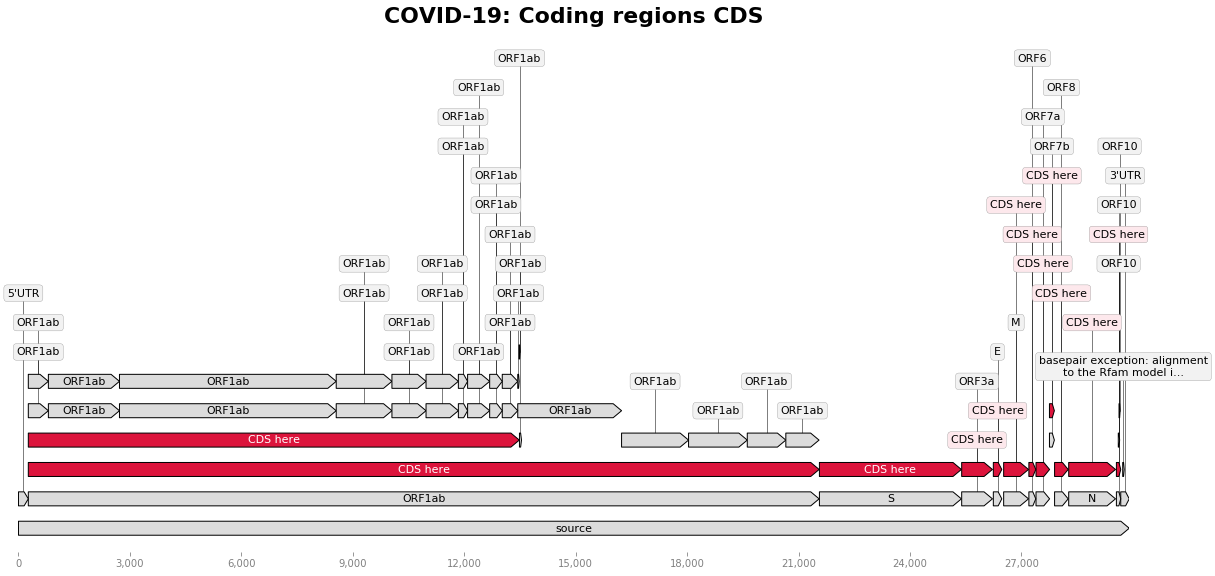 COVID-19: Coding regions CDS
ORF1ab ORF6
ORF1ab ORF8
ORF1ab ORF7a
ORF1ab ORF7b ORF10
ORF1ab CDS here 3'UTR
ORF1ab CDS here ORF10
ORF1ab CDS here CDS here
ORF1ab ORF1ab ORF1ab CDS here ORF10
5'UTR ORF1ab ORF1ab ORF1ab CDS here
ORF1ab ORF1ab ORF1ab M CDS here
ORF1ab ORF1ab ORF1ab E
basepair exception: alignment
to the Rfam model i...
ORF1ab ORF1ab ORF1ab ORF1ab ORF3a
ORF1ab ORF1ab ORF1ab ORF1ab ORF1ab CDS here
CDS here CDS here
CDS here CDS here
ORF1ab S N
source
0 3,000 6,000 9,000 12,000 15,000 18,000 21,000 24,000 27,000